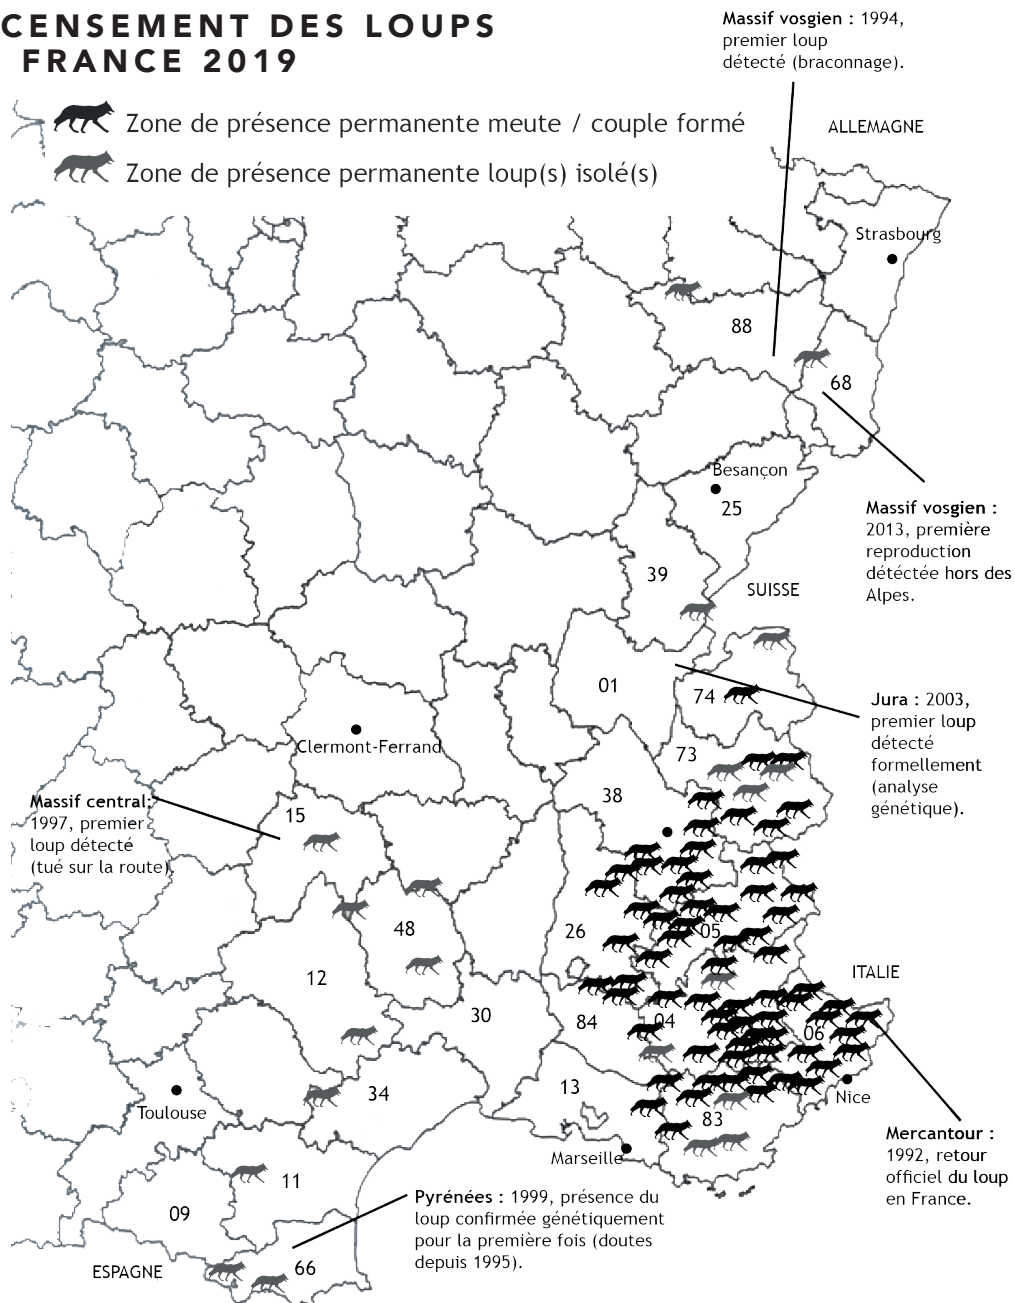 CENSEMENT DES LOUPS
FRANCE 2019
Zone de présence permanente meute / couple formé
Zone de présence permanente loup(s) isolé(s)
Massif vosgien : 1994,
premier loup
détecté (braconnage).
ALLEMAGNE
Strasbourg
88
68
Besançon
25
Massif vosgien :
2013, première
reproduction
détéctée hors des
Alpes.
39
SUISSE
01
74
Jura : 2003,
premier loup
détecté
formellement
(analyse
génétique).
Clermont-Ferrand
73
38
Massif central:
1997, premier
loup détecté
(tué sur la route)
15
48
26
05
12
ITALIE
30
84
04
06
34
13
Toulouse
83
Nice
Marseille
Mercantour :
1992, retour
officiel du loup
en France.
11
09
Pyrénées : 1999, présence du
loup confirmée génétiquement
pour la première fois (doutes
depuis 1995).
ESPAGNE
66